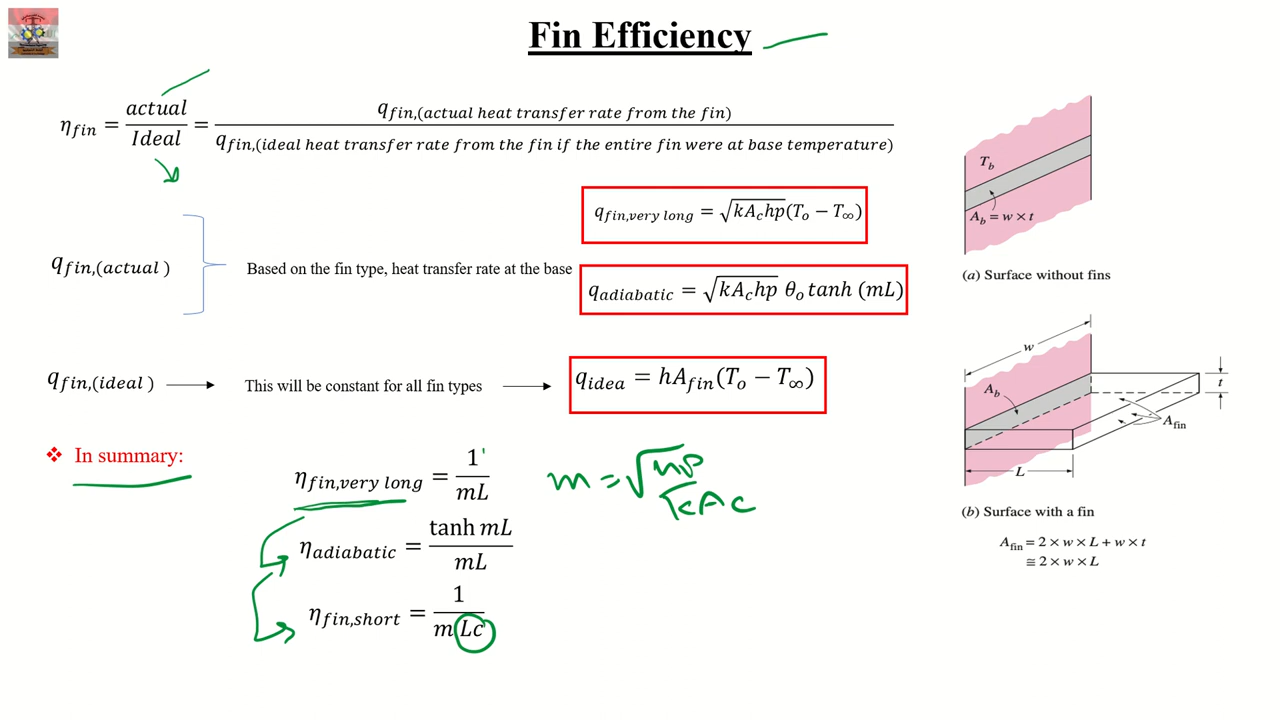 Fin Efficiency
η_fin = actual / Ideal = q_fin,(actual heat transfer rate from the fin) / q_fin,(ideal heat transfer rate from the fin if the entire fin were at base temperature)
q_fin,very long = √(kA_c hp)(T_o − T_∞)
q_fin,(actual)
Based on the fin type, heat transfer rate at the base
q_adiabatic = √(kA_c hp) θ_o tanh (mL)
q_fin,(ideal)
This will be constant for all fin types
q_idea = hA_fin(T_o − T_∞)
❖ In summary:
η_fin,very long = 1 / mL
m = √(hp / kAc)
η_adiabatic = tanh mL / mL
η_fin,short = 1 / m Lc
T_b
A_b = w × t
(a) Surface without fins
w
A_b
t
A_fin
L
(b) Surface with a fin
A_fin = 2 × w × L + w × t
≅ 2 × w × L